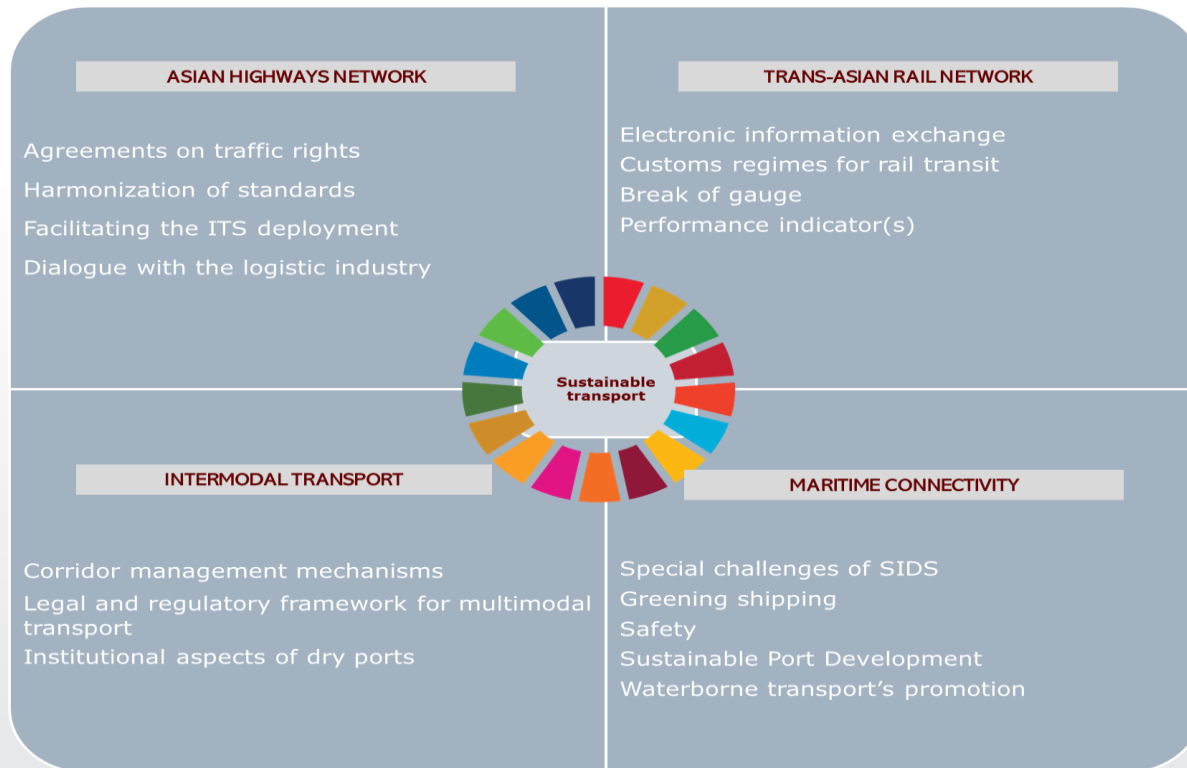 ASIAN HIGHWAYS NETWORK
Agreements on traffic rights
Harmonization of standards
Facilitating the ITS deployment
Dialogue with the logistic industry
TRANS-ASIAN RAIL NETWORK
Electronic information exchange
Customs regimes for rail transit
Break of gauge
Performance indicator(s)
Sustainable
transport
INTERMODAL TRANSPORT
Corridor management mechanisms
Legal and regulatory framework for multimodal
transport
Institutional aspects of dry ports
MARITIME CONNECTIVITY
Special challenges of SIDS
Greening shipping
Safety
Sustainable Port Development
Waterborne transport’s promotion